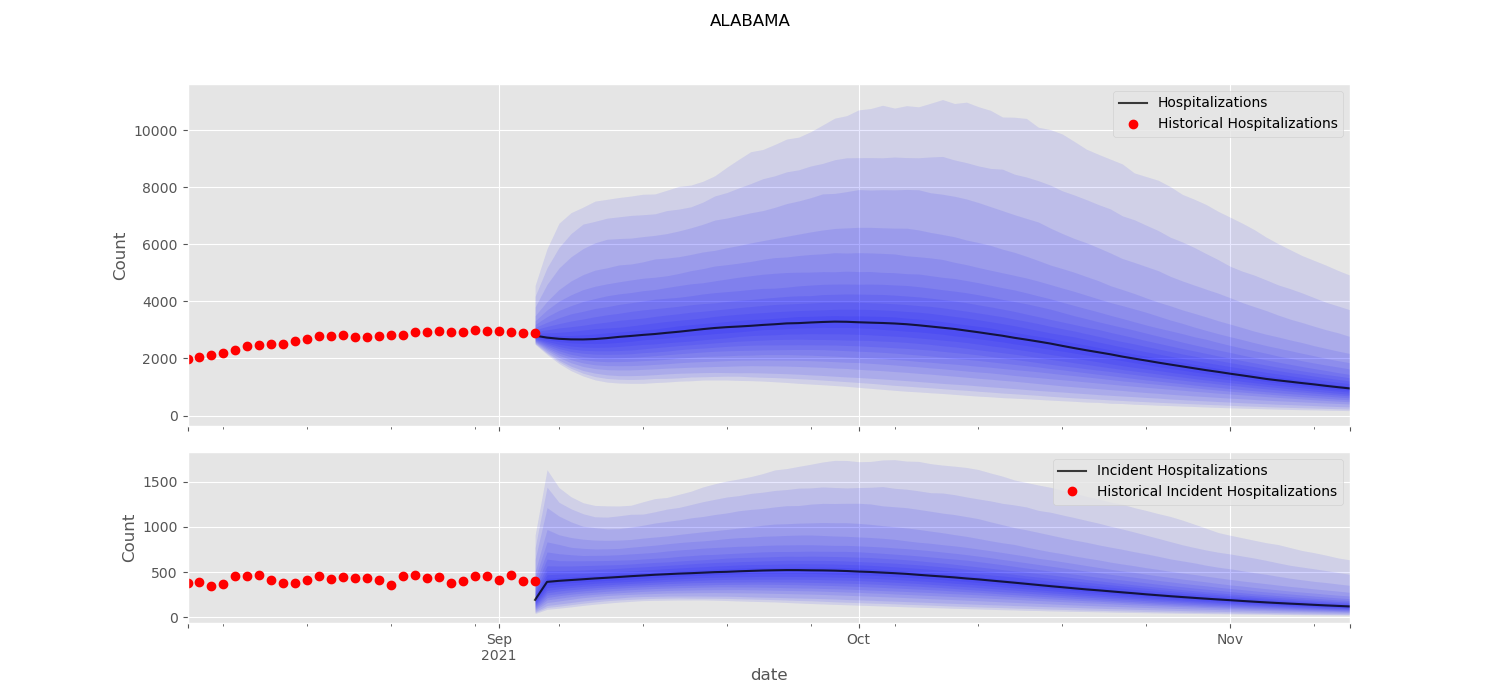 ALABAMA
Hospitalizations
Historical Hospitalizations
10000
8000
6000
4000
2000
0
Count
Incident Hospitalizations
Historical Incident Hospitalizations
1500
1000
500
0
Count
Sep
2021
Oct
Nov
date